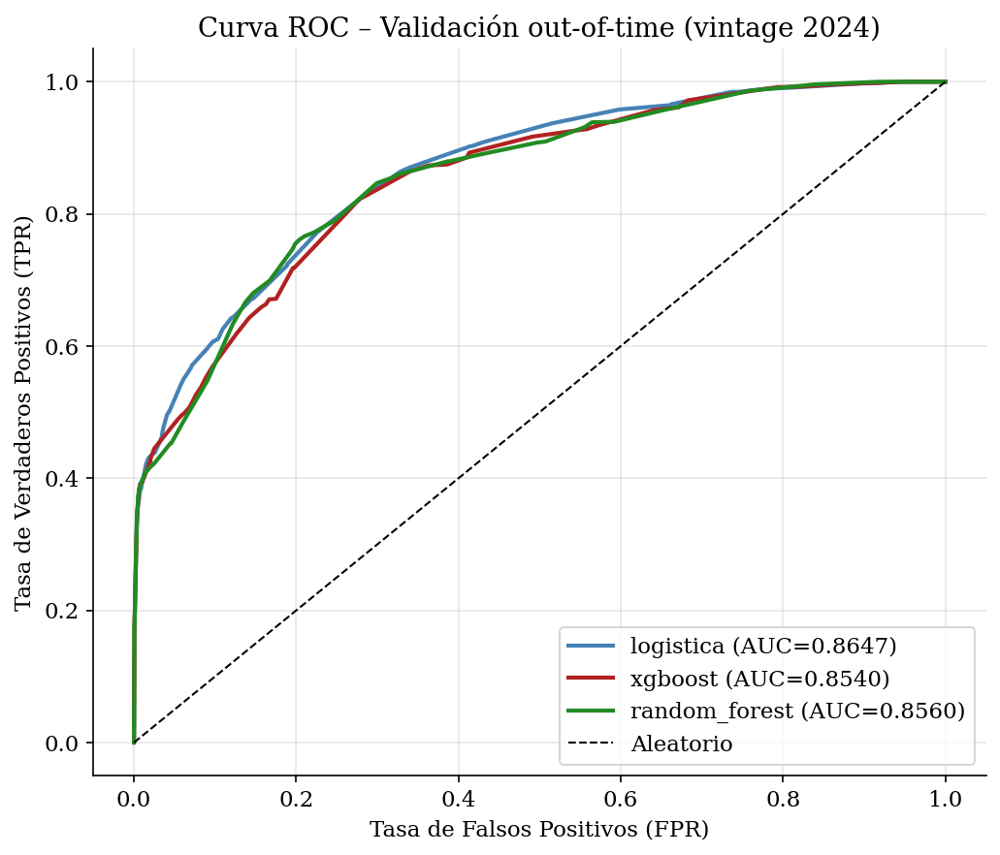 Curva ROC – Validación out-of-time (vintage 2024)
Tasa de Verdaderos Positivos (TPR)
1.0
0.8
0.6
0.4
0.2
0.0
logistica (AUC=0.8647)
xgboost (AUC=0.8540)
random_forest (AUC=0.8560)
Aleatorio
0.0 0.2 0.4 0.6 0.8 1.0
Tasa de Falsos Positivos (FPR)